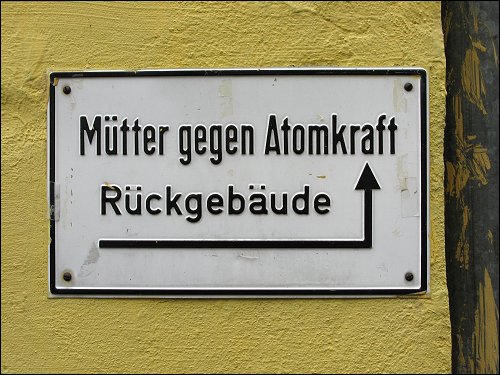 Mütter gegen Atomkraft
Rückgebäude